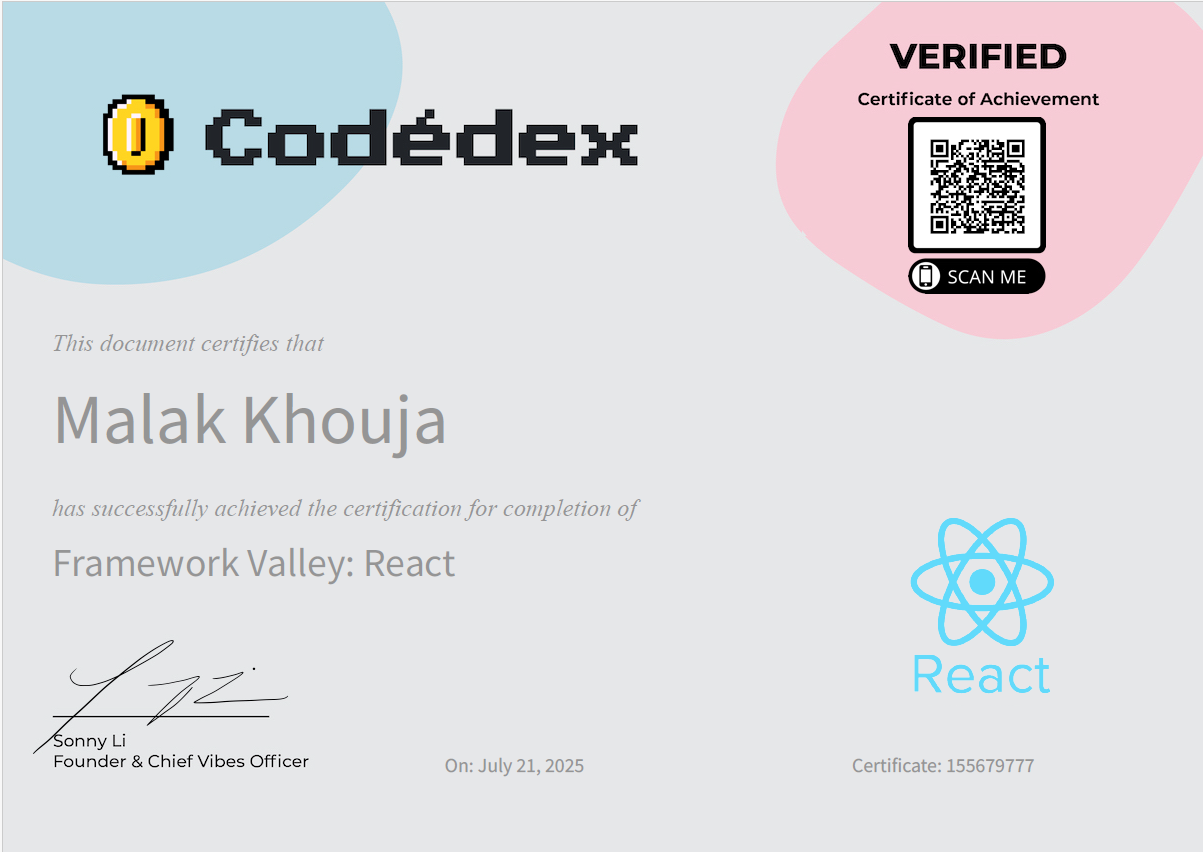 Codédex
VERIFIED
Certificate of Achievement
SCAN ME
This document certifies that
Malak Khouja
has successfully achieved the certification for completion of
Framework Valley: React
React
Sonny Li
Founder & Chief Vibes Officer
On: July 21, 2025
Certificate: 155679777